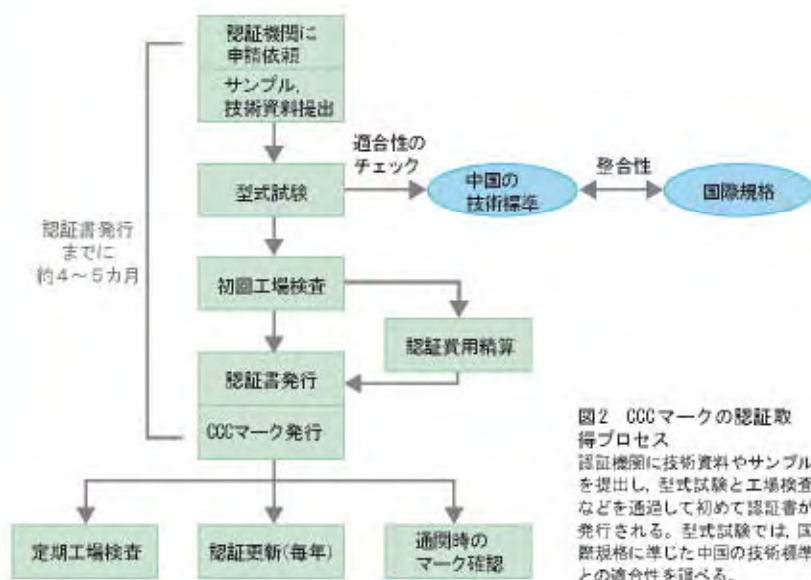 認証機関に
申請依頼
サンプル,
技術資料提出
適合性の
チェック
型式試験
中国の
技術標準
整合性
国際規格
認証書発行
までに
約4～5カ月
初回工場検査
認証費用精算
認証書発行
CCCマーク発行
定期工場検査
認証更新(毎年)
通関時の
マーク確認
図2 CCCマークの認証取
得プロセス
認証機関に技術資料やサンプル
を提出し，型式試験と工場検査
などを通過して初めて認証書が
発行される。型式試験では，国
際規格に準じた中国の技術標準
との適合性を調べる。